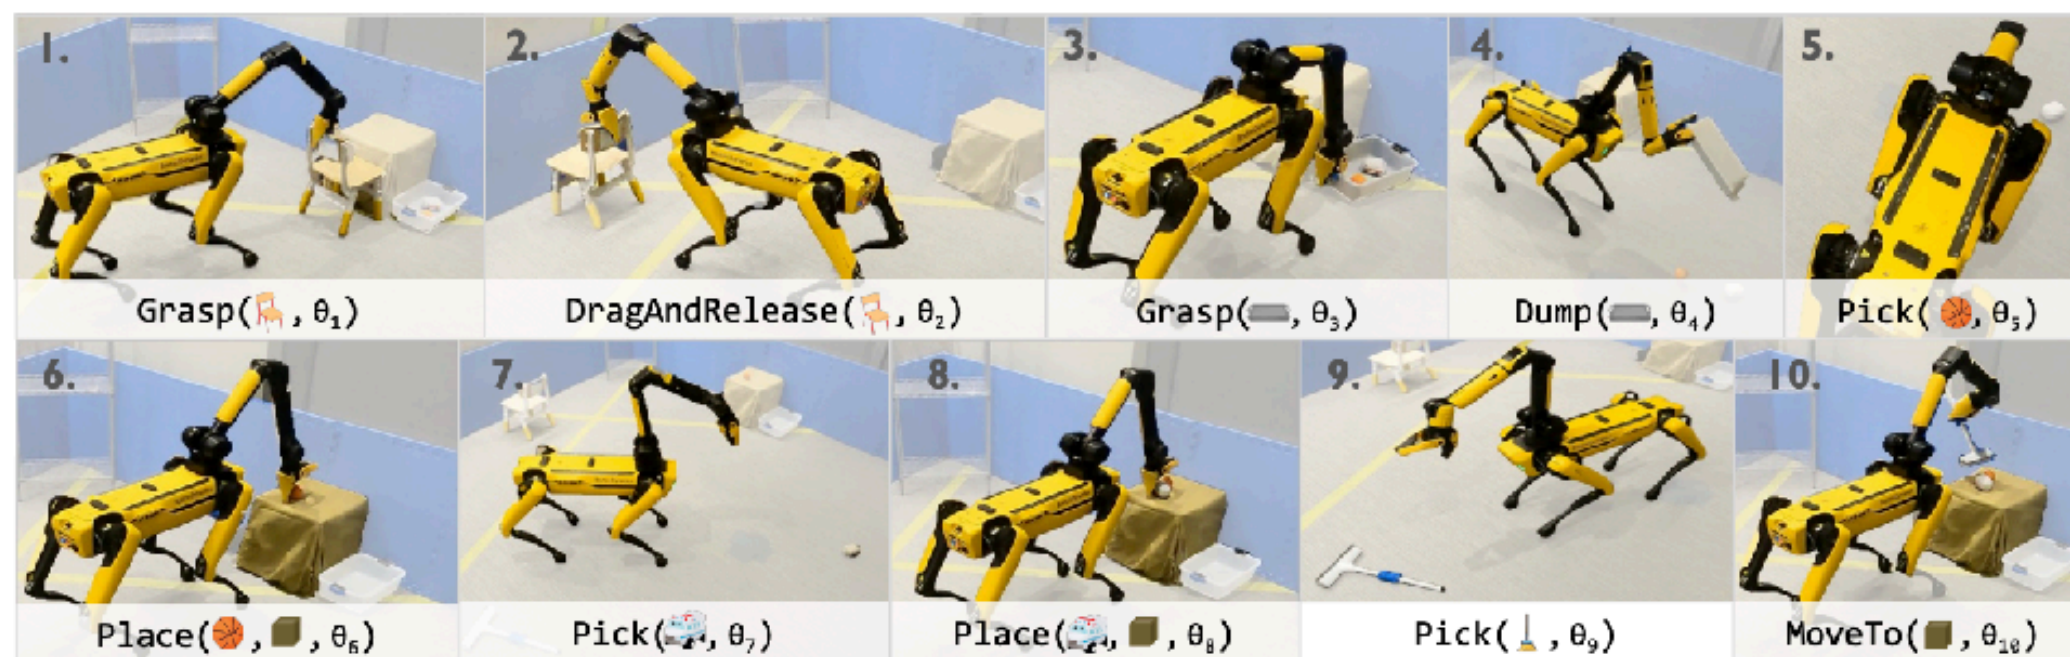 1.
2.
3.
4.
5.
Grasp( , θ₁)
DragAndRelease( , θ₂)
Grasp( , θ₃)
Dump( , θ₄)
Pick( , θ₅)
6.
7.
8.
9.
10.
Place( , , θ₆)
Pick( , θ₇)
Place( , , θ₈)
Pick( , θ₉)
MoveTo( , θ₁₀)